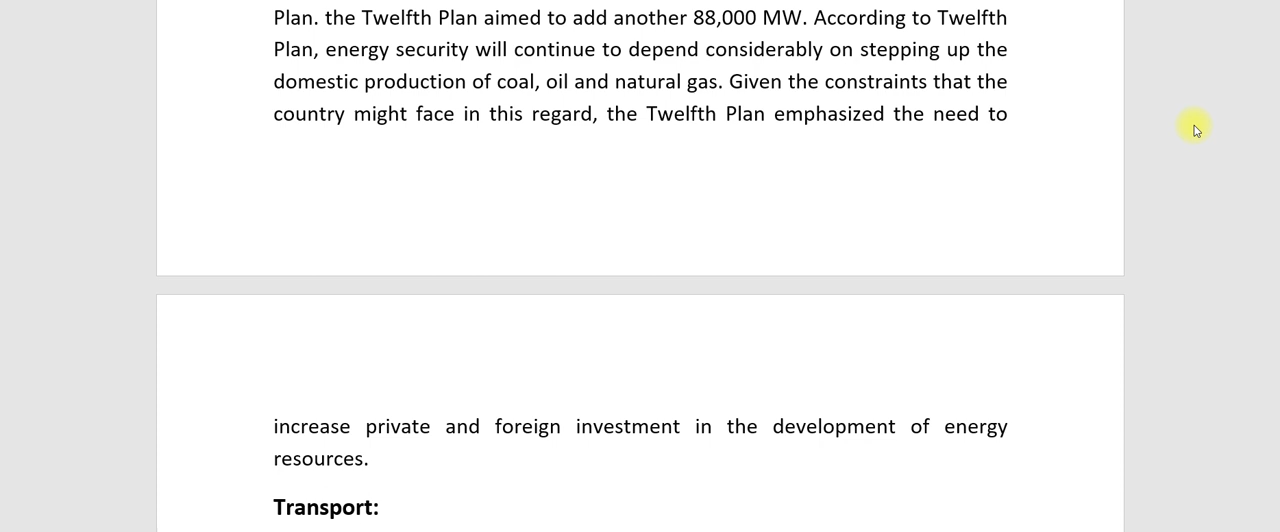 Plan. the Twelfth Plan aimed to add another 88,000 MW. According to Twelfth
Plan, energy security will continue to depend considerably on stepping up the
domestic production of coal, oil and natural gas. Given the constraints that the
country might face in this regard, the Twelfth Plan emphasized the need to
increase private and foreign investment in the development of energy
resources.
Transport: